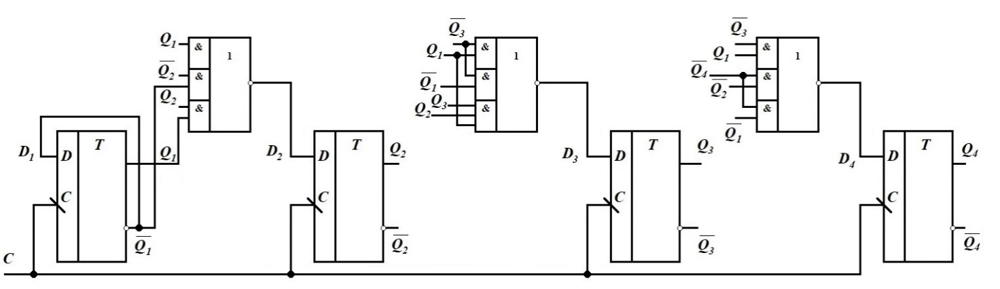 Q̅₃
Q̅₃
Q₁ & 1
Q₁ & 1
Q₁ & 1
Q̅₂ &
Q̅₄ &
Q̅₂
Q₂ &
Q̅₁ &
Q₃ &
Q₂
&
Q̅₁
D₁ D T Q₁
D₂ D T Q₂
D₃ D T Q₃
D₄ D T Q₄
C
C
C
C
Q̅₁
Q̅₂
Q̅₃
Q̅₄
C